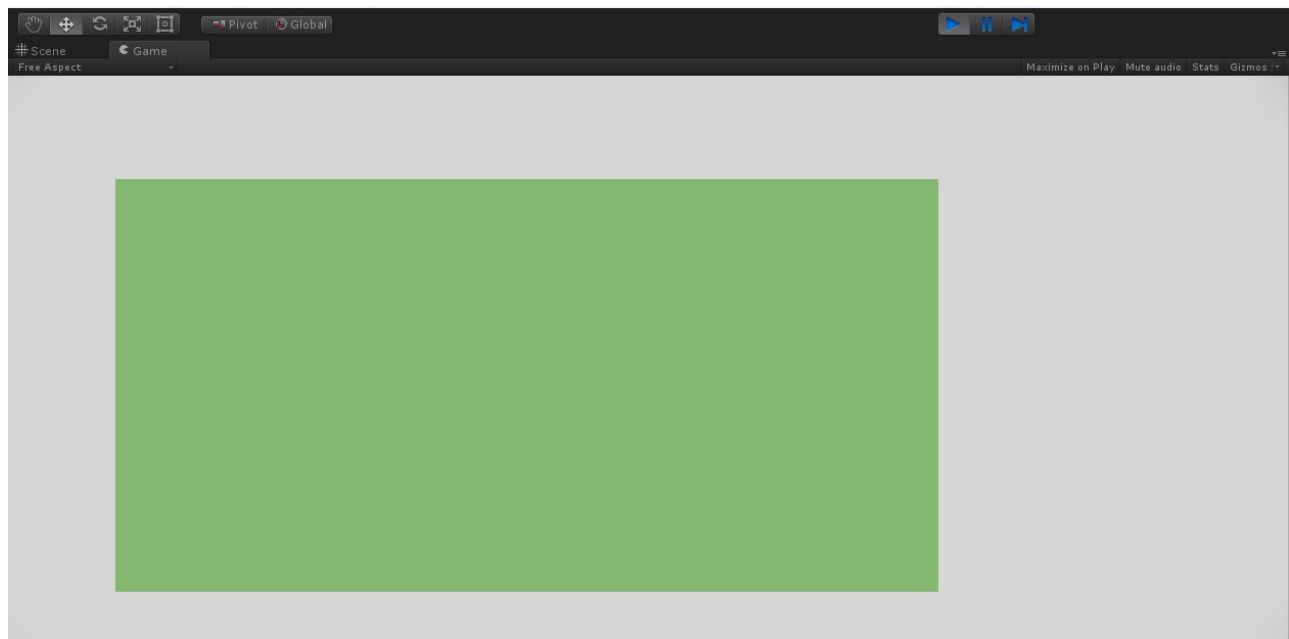 Pivot Global
Scene Game
Free Aspect Maximize on Play Mute audio Stats Gizmos